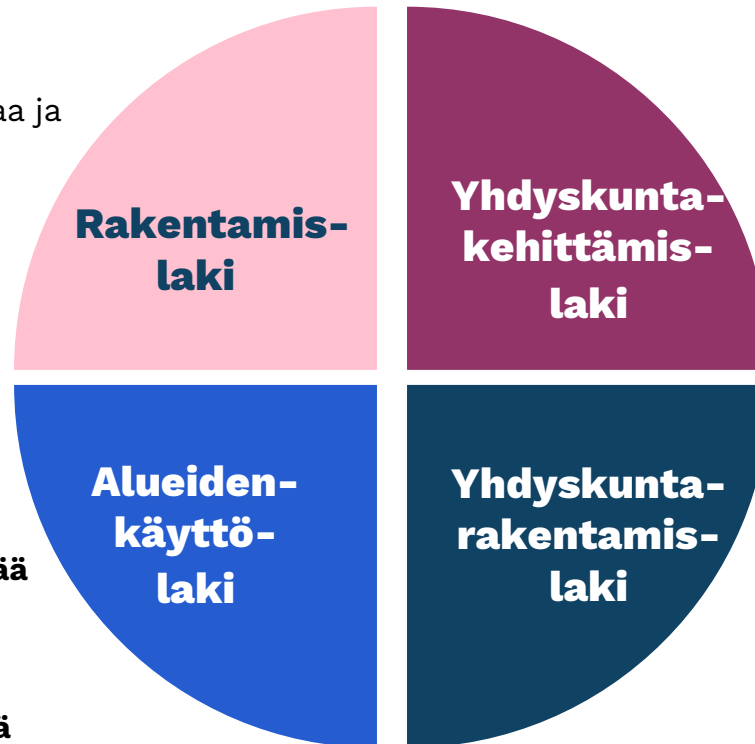 aa ja
Rakentamis-
laki
Yhdyskunta-
kehittämis-
laki
Alueiden-
käyttö-
laki
Yhdyskunta-
rakentamis-
laki
ää
ä